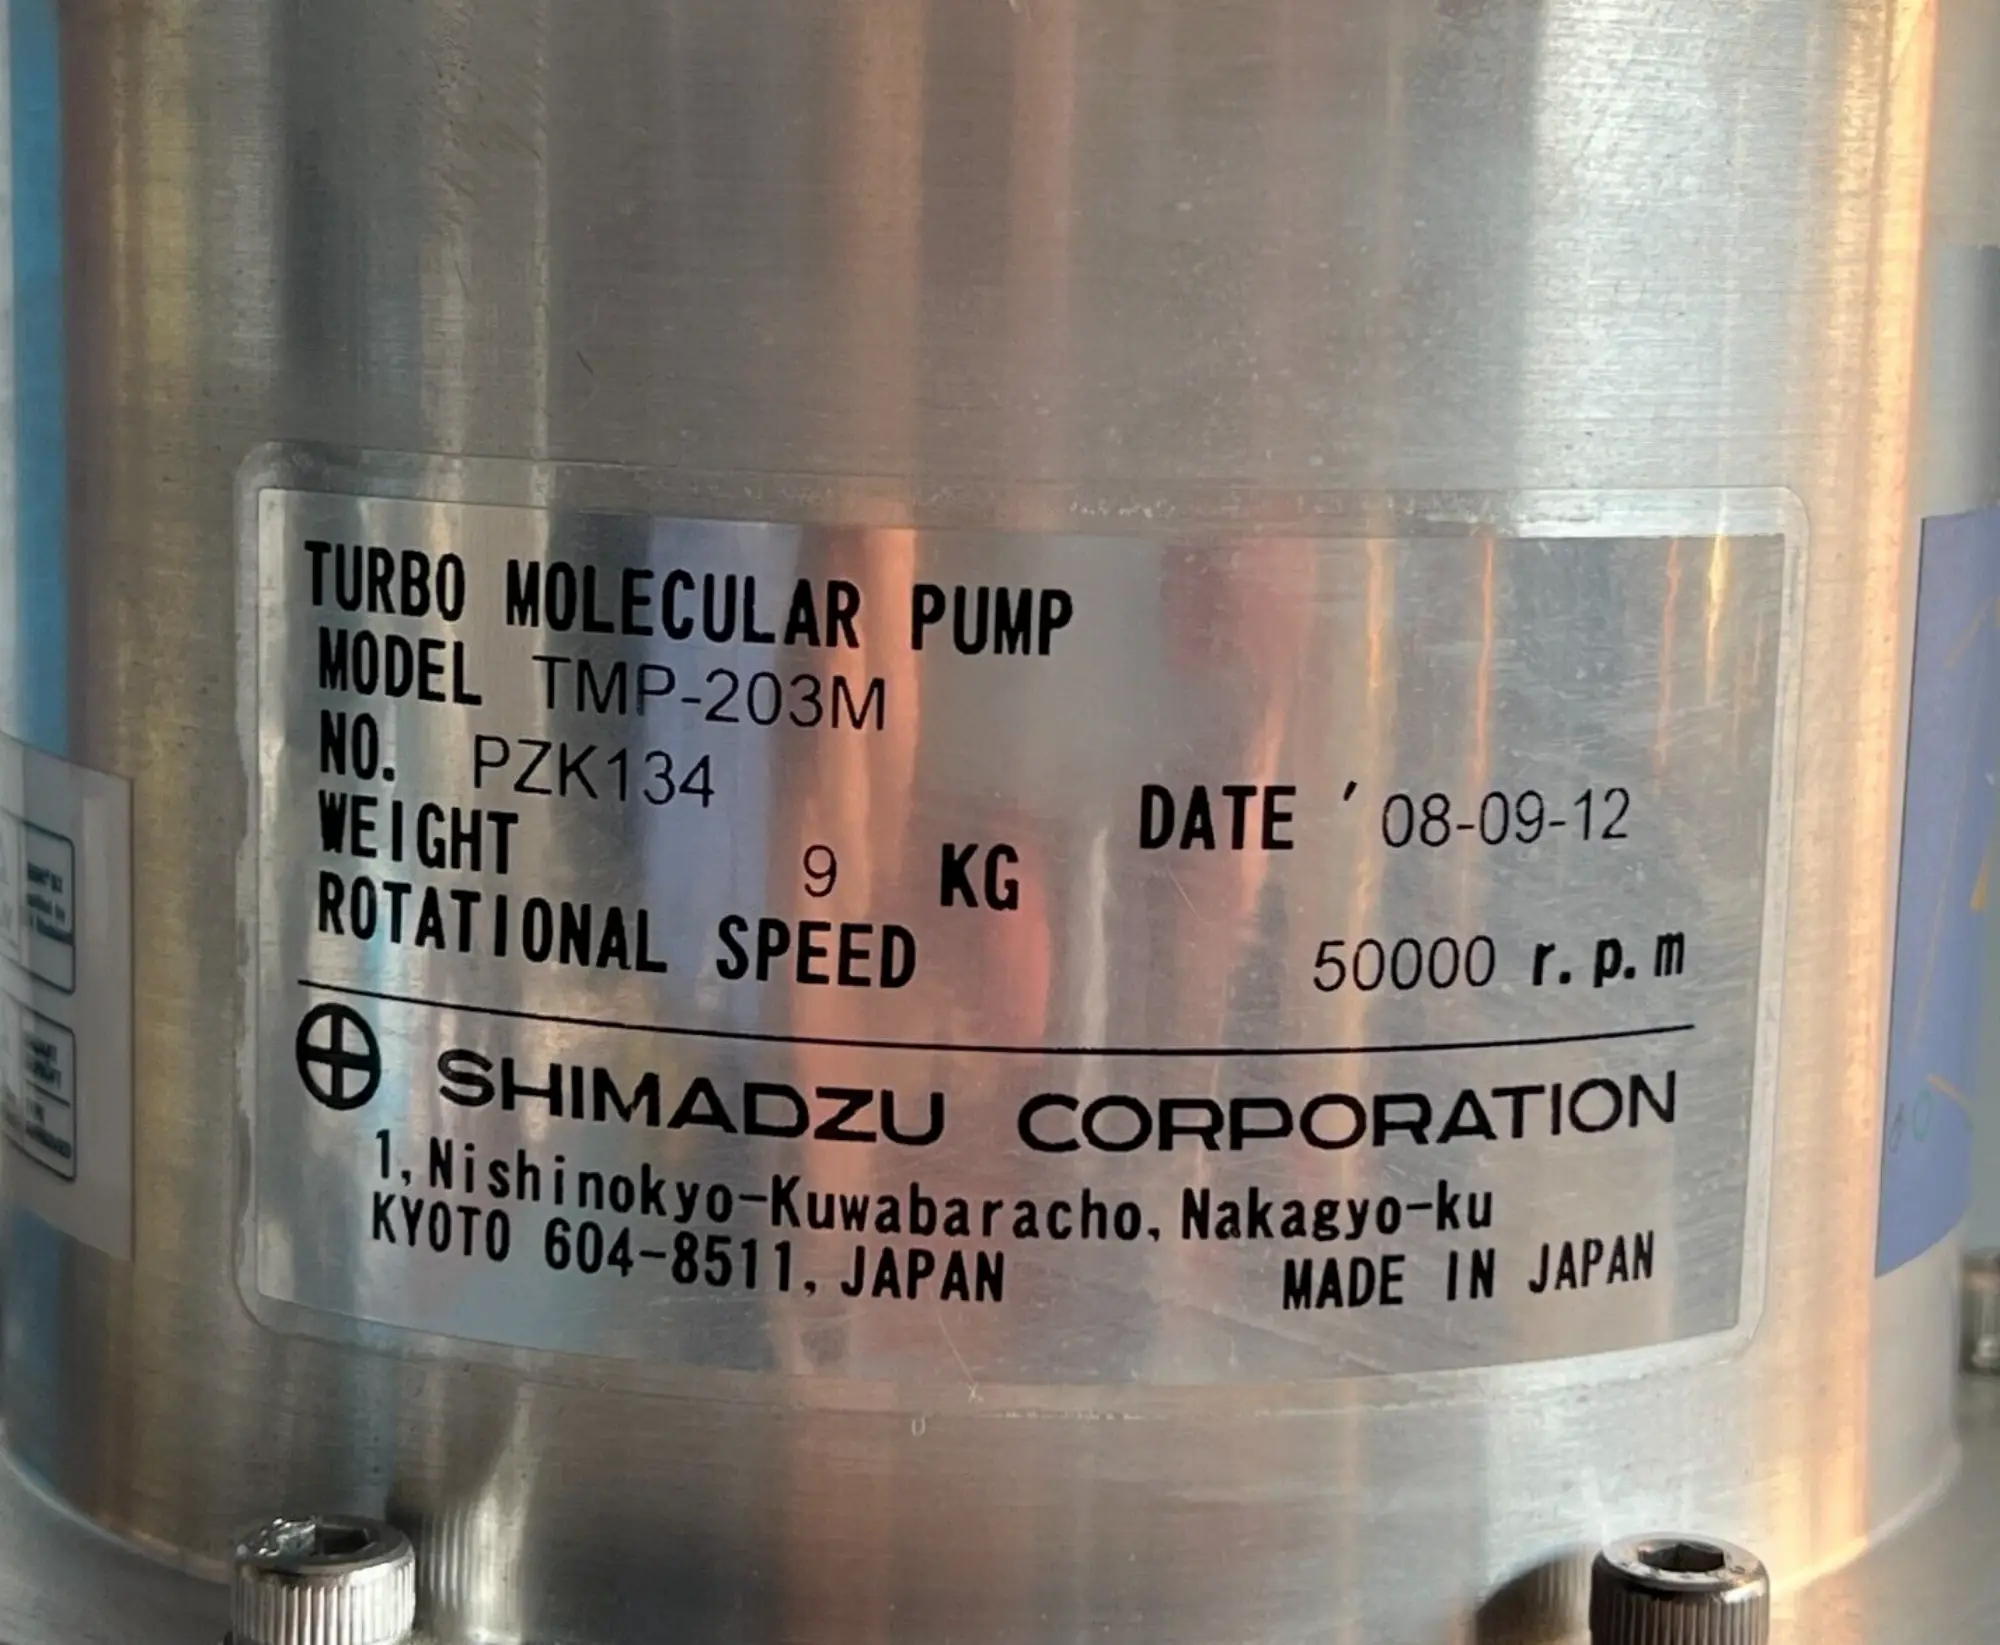 TURBO MOLECULAR PUMP
MODEL TMP-203M
NO. PZK134
DATE '08-09-12
WEIGHT 9 KG
ROTATIONAL SPEED 50000 r.p.m
SHIMADZU CORPORATION
1, Nishinokyo-Kuwabaracho, Nakagyo-ku
KYOTO 604-8511, JAPAN MADE IN JAPAN